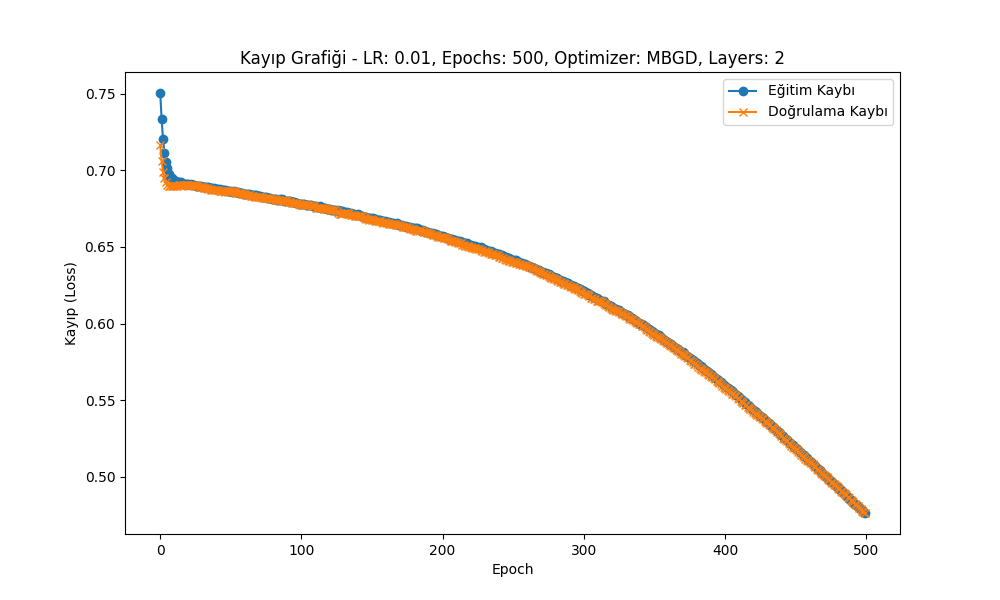 Kayıp Grafiği - LR: 0.01, Epochs: 500, Optimizer: MBGD, Layers: 2
Eğitim Kaybı
Doğrulama Kaybı
Kayıp (Loss)
0.75
0.70
0.65
0.60
0.55
0.50
0 100 200 300 400 500
Epoch